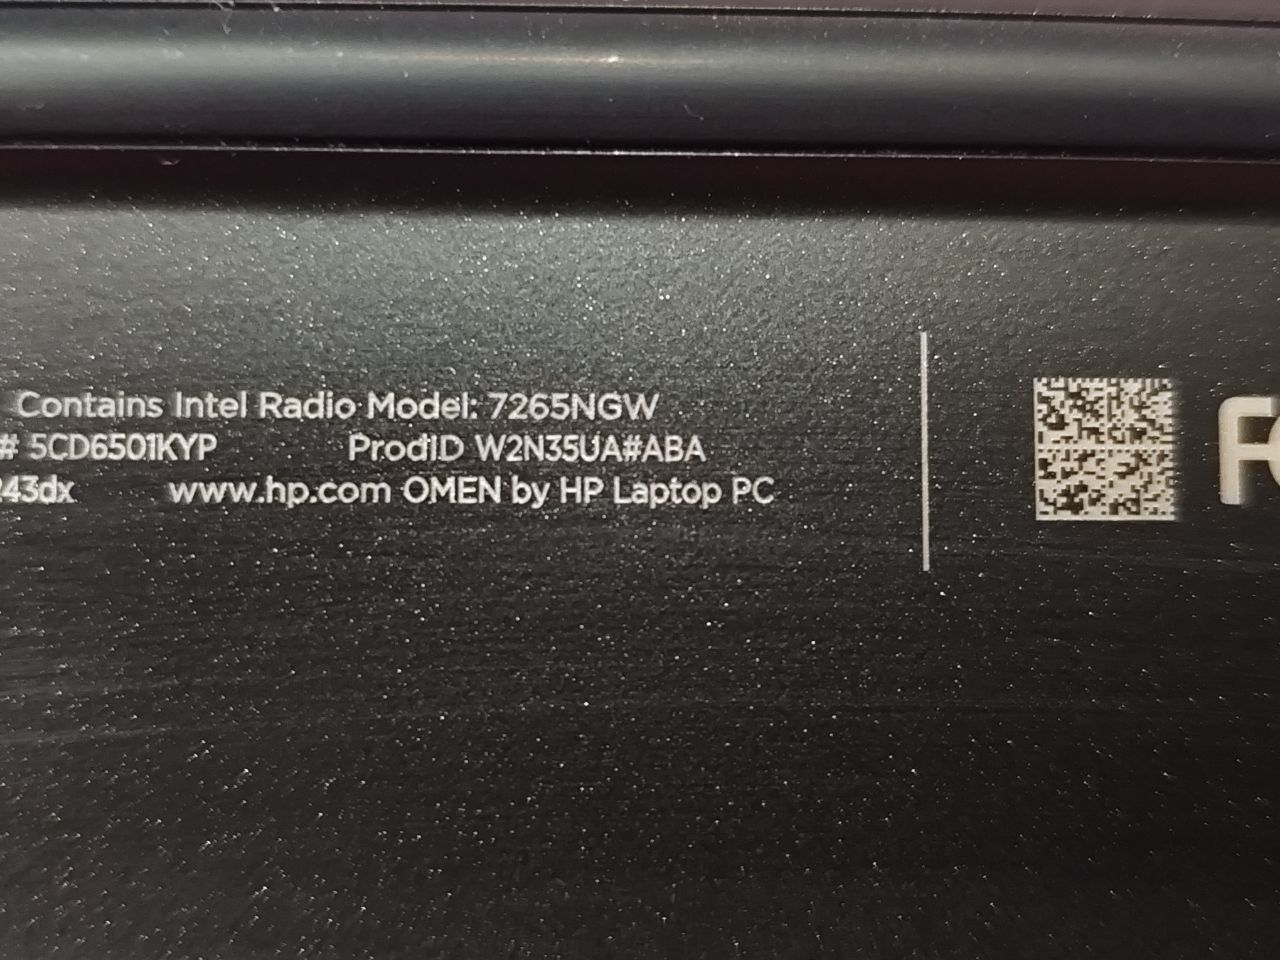 Contains Intel Radio Model: 7265NGW
# 5CD6501KYP ProdID W2N35UA#ABA
243dx www.hp.com OMEN by HP Laptop PC